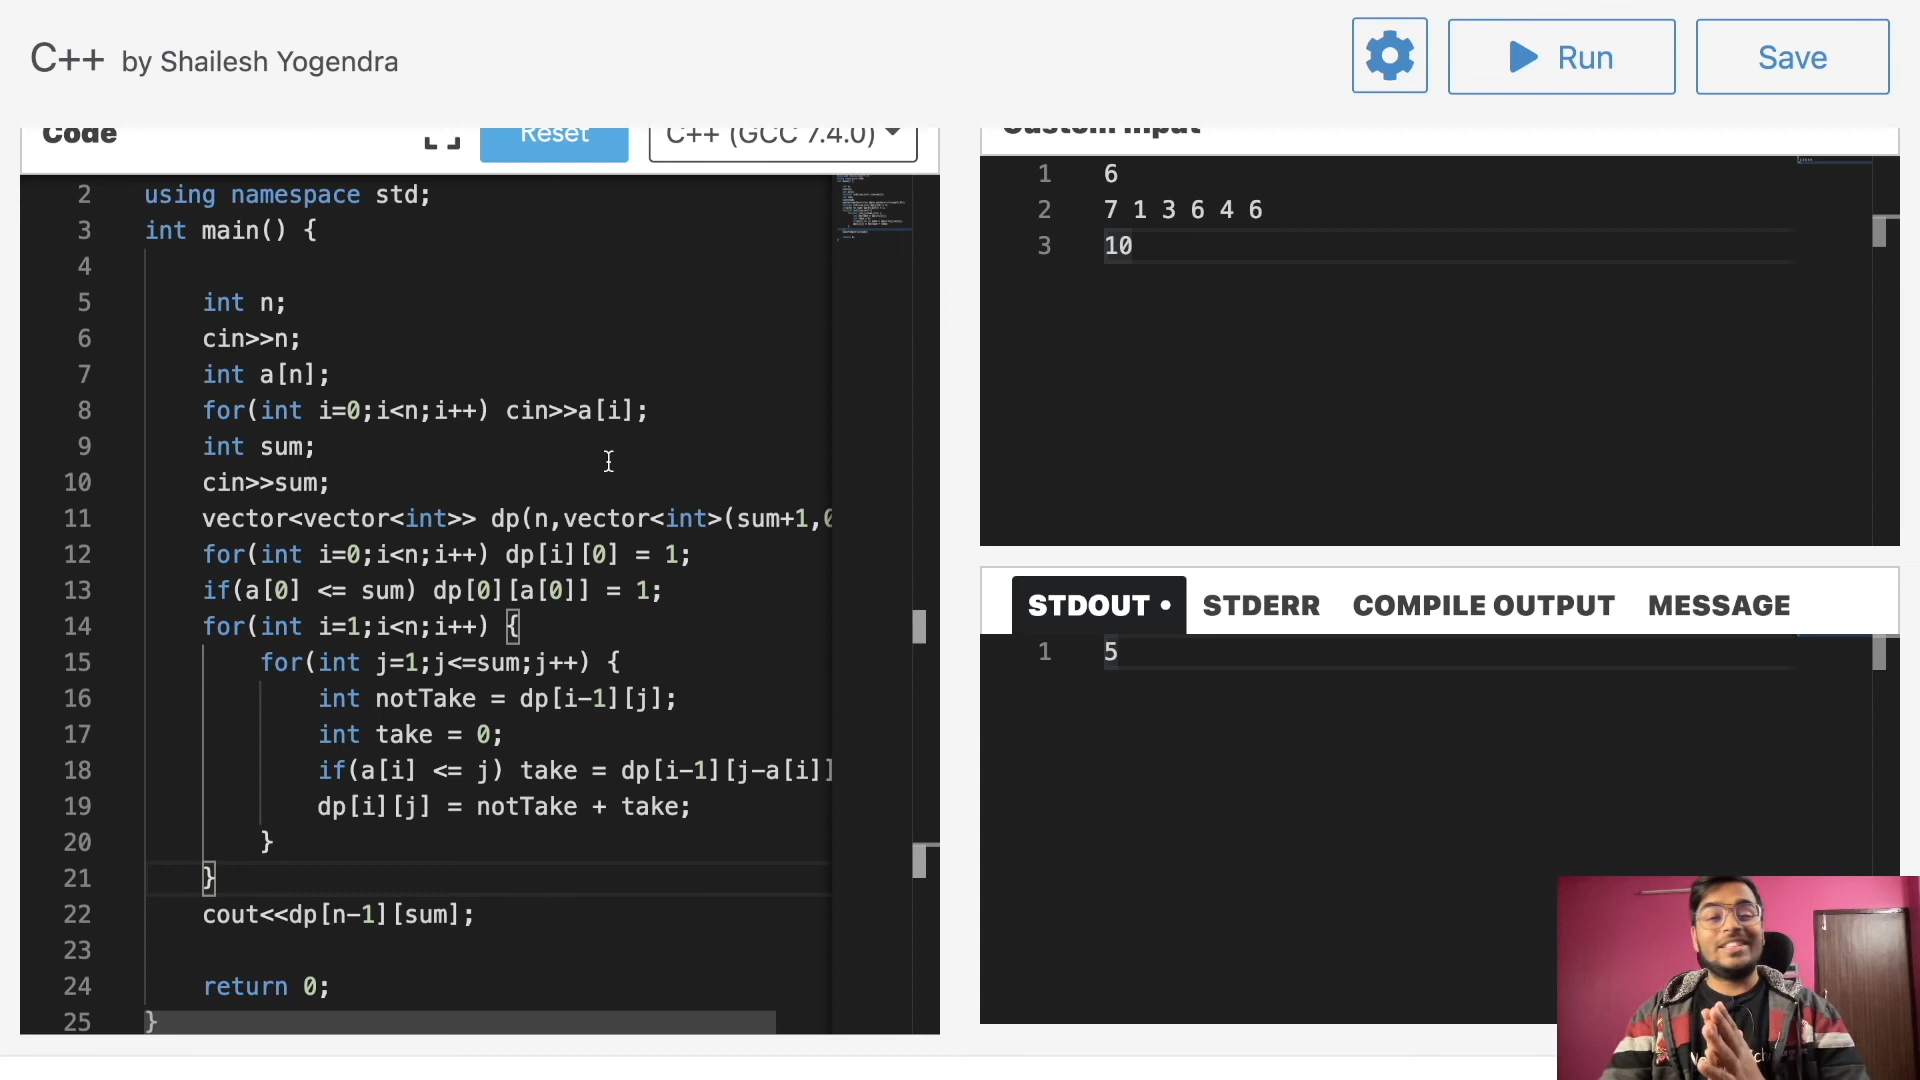 C++ by Shailesh Yogendra
Run
Save
Code
Reset
C++ (GCC 7.4.0)
2 using namespace std;
3 int main() {
4
5 int n;
6 cin>>n;
7 int a[n];
8 for(int i=0;i<n;i++) cin>>a[i];
9 int sum;
10 cin>>sum;
11 vector<vector<int>> dp(n,vector<int>(sum+1,0
12 for(int i=0;i<n;i++) dp[i][0] = 1;
13 if(a[0] <= sum) dp[0][a[0]] = 1;
14 for(int i=1;i<n;i++) {
15 for(int j=1;j<=sum;j++) {
16 int notTake = dp[i-1][j];
17 int take = 0;
18 if(a[i] <= j) take = dp[i-1][j-a[i]]
19 dp[i][j] = notTake + take;
20 }
21 }
22 cout<<dp[n-1][sum];
23
24 return 0;
25 }
Custom Input
1 6
2 7 1 3 6 4 6
3 10
STDOUT • STDERR COMPILE OUTPUT MESSAGE
1 5